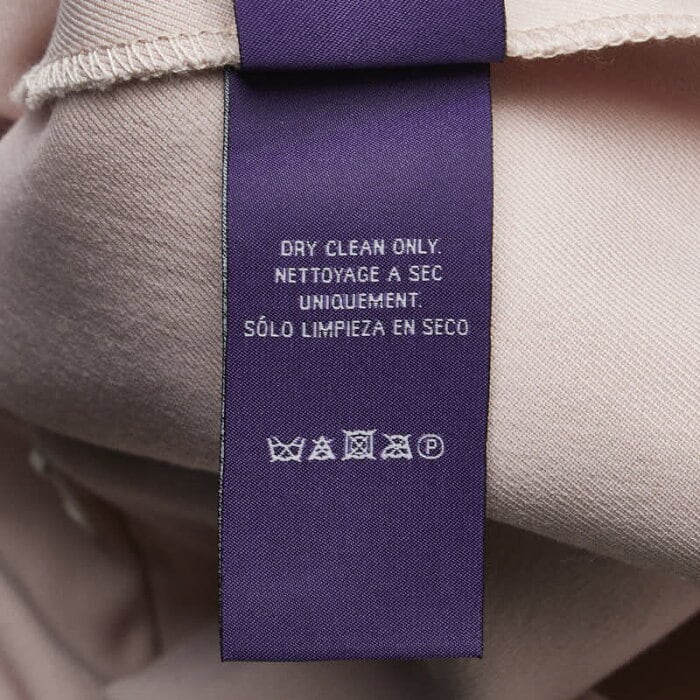 DRY CLEAN ONLY.
NETTOYAGE A SEC
UNIQUEMENT.
SÓLO LIMPIEZA EN SECO
P